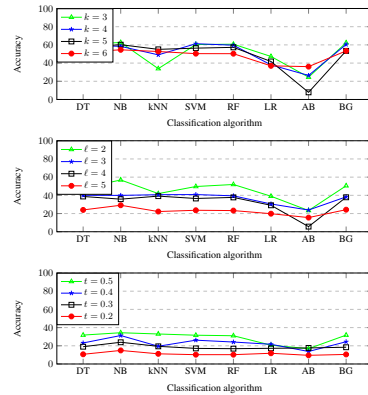 100
80
60
40
20
0
Accuracy
k = 3
k = 4
k = 5
k = 6
DT NB kNN SVM RF LR AB BG
Classification algorithm
100
80
60
40
20
0
Accuracy
ℓ = 2
ℓ = 3
ℓ = 4
ℓ = 5
DT NB kNN SVM RF LR AB BG
Classification algorithm
100
80
60
40
20
0
Accuracy
t = 0.5
t = 0.4
t = 0.3
t = 0.2
DT NB kNN SVM RF LR AB BG
Classification algorithm